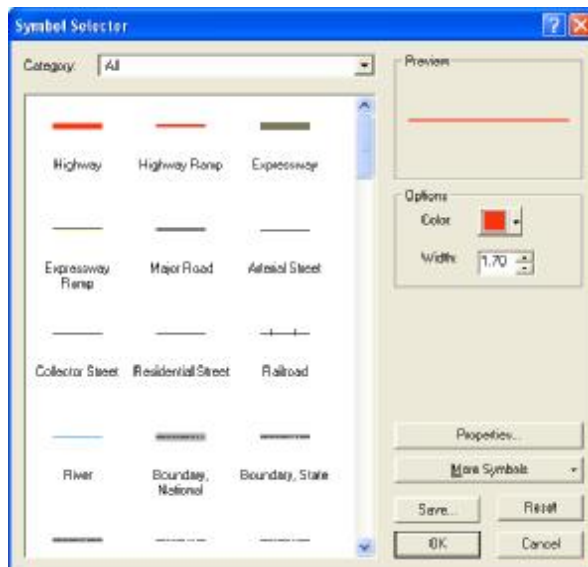 Symbol Selector
Category: All
Highway Highway Ramp Expressway
Expressway Ramp Major Road Arterial Street
Collector Street Residential Street Railroad
River Boundary, National Boundary, State
Preview
Options
Color:
Width: 1.70
Properties...
More Symbols
Save... Reset
OK Cancel